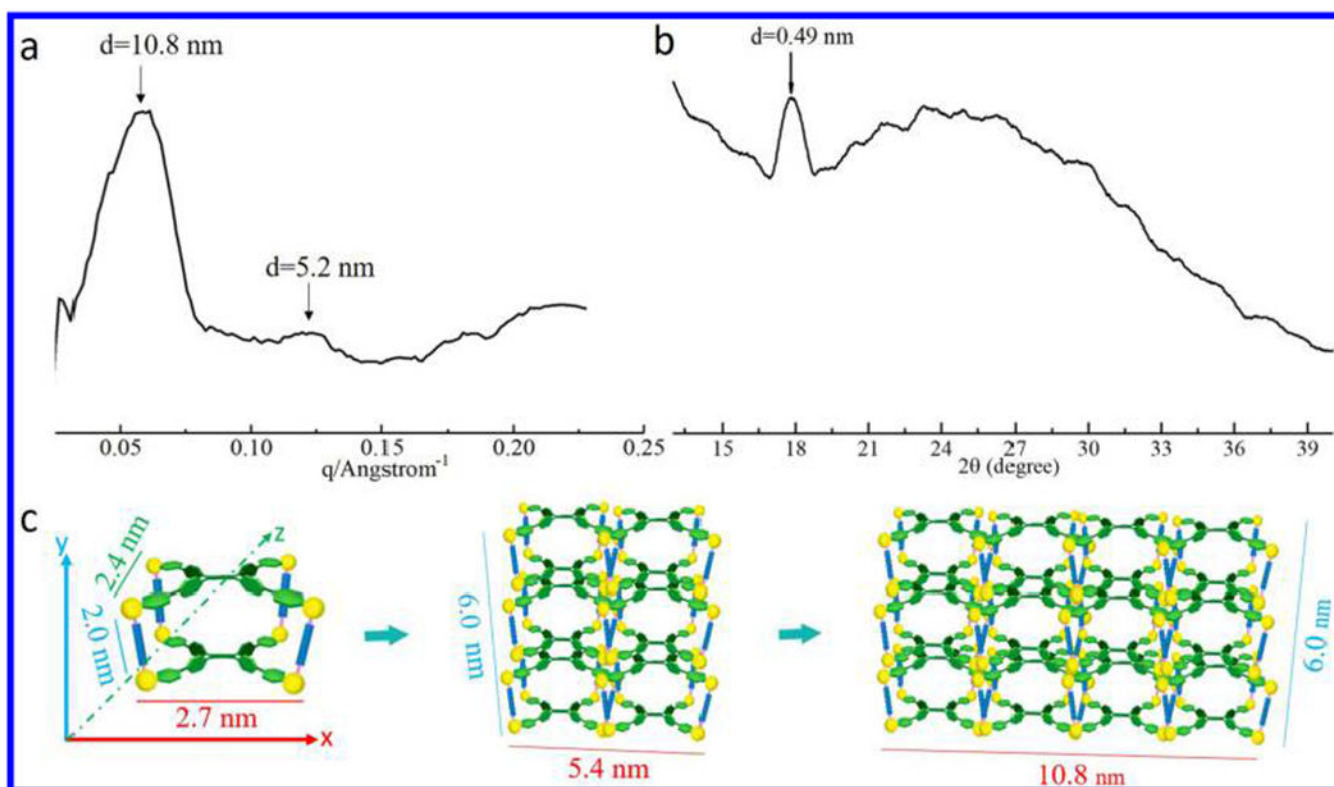 a
d=10.8 nm
d=5.2 nm
0.05 0.10 0.15 0.20 0.25
q/Angstrom⁻¹
b
d=0.49 nm
15 18 21 24 27 30 33 36 39
2θ (degree)
c
y
z
x
2.4 nm
2.0 nm
2.7 nm
6.0 nm
5.4 nm
6.0 nm
10.8 nm